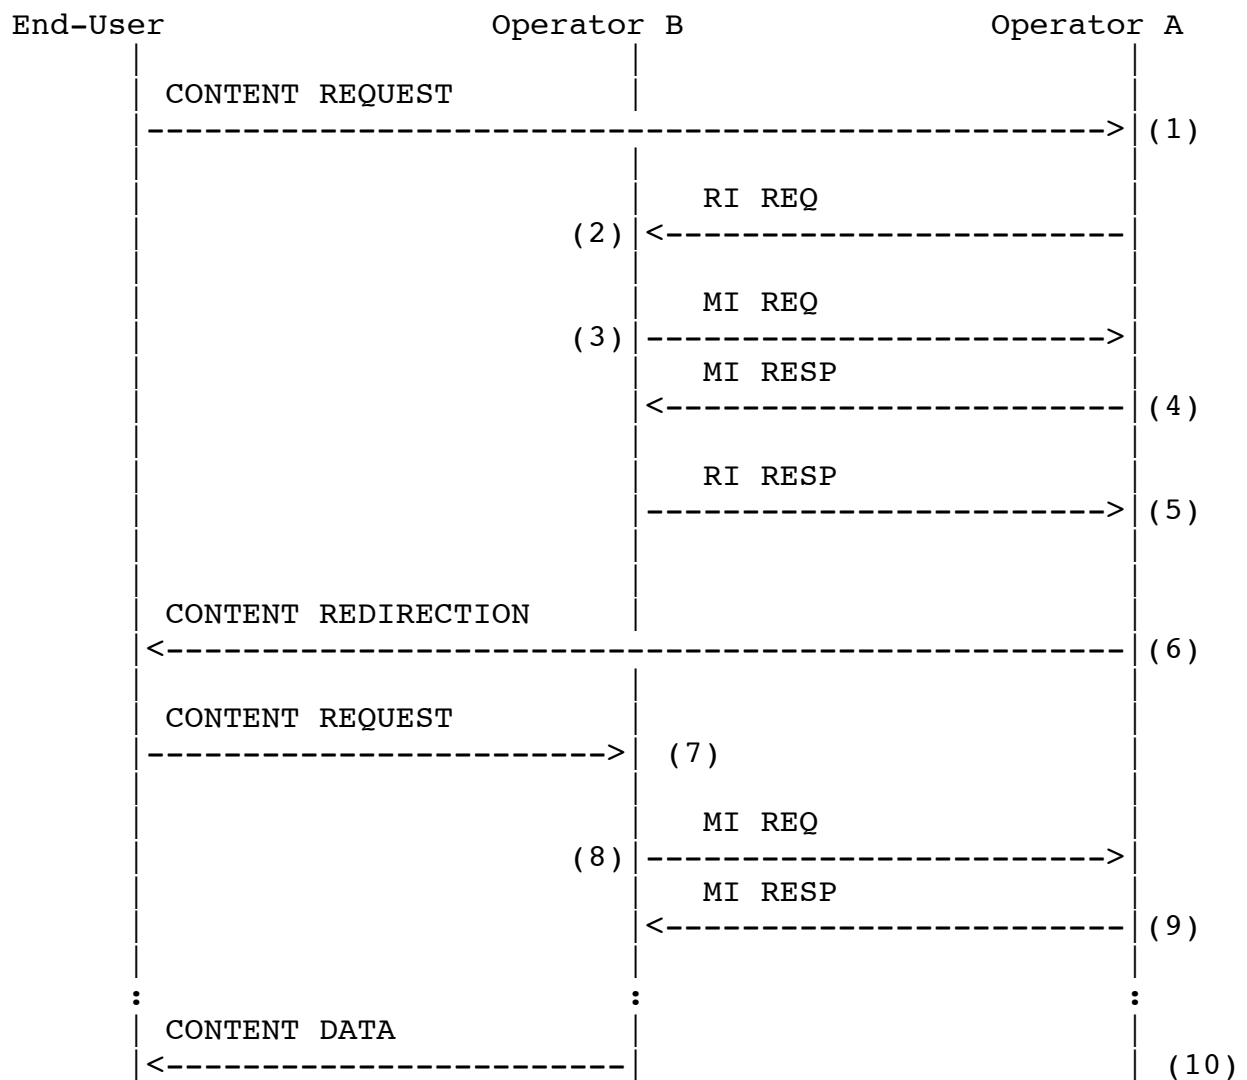 End-User Operator B Operator A
CONTENT REQUEST
(1)
RI REQ
(2)
MI REQ
(3)
MI RESP
(4)
RI RESP
(5)
CONTENT REDIRECTION
(6)
CONTENT REQUEST
(7)
MI REQ
(8)
MI RESP
(9)
: : :
CONTENT DATA
(10)